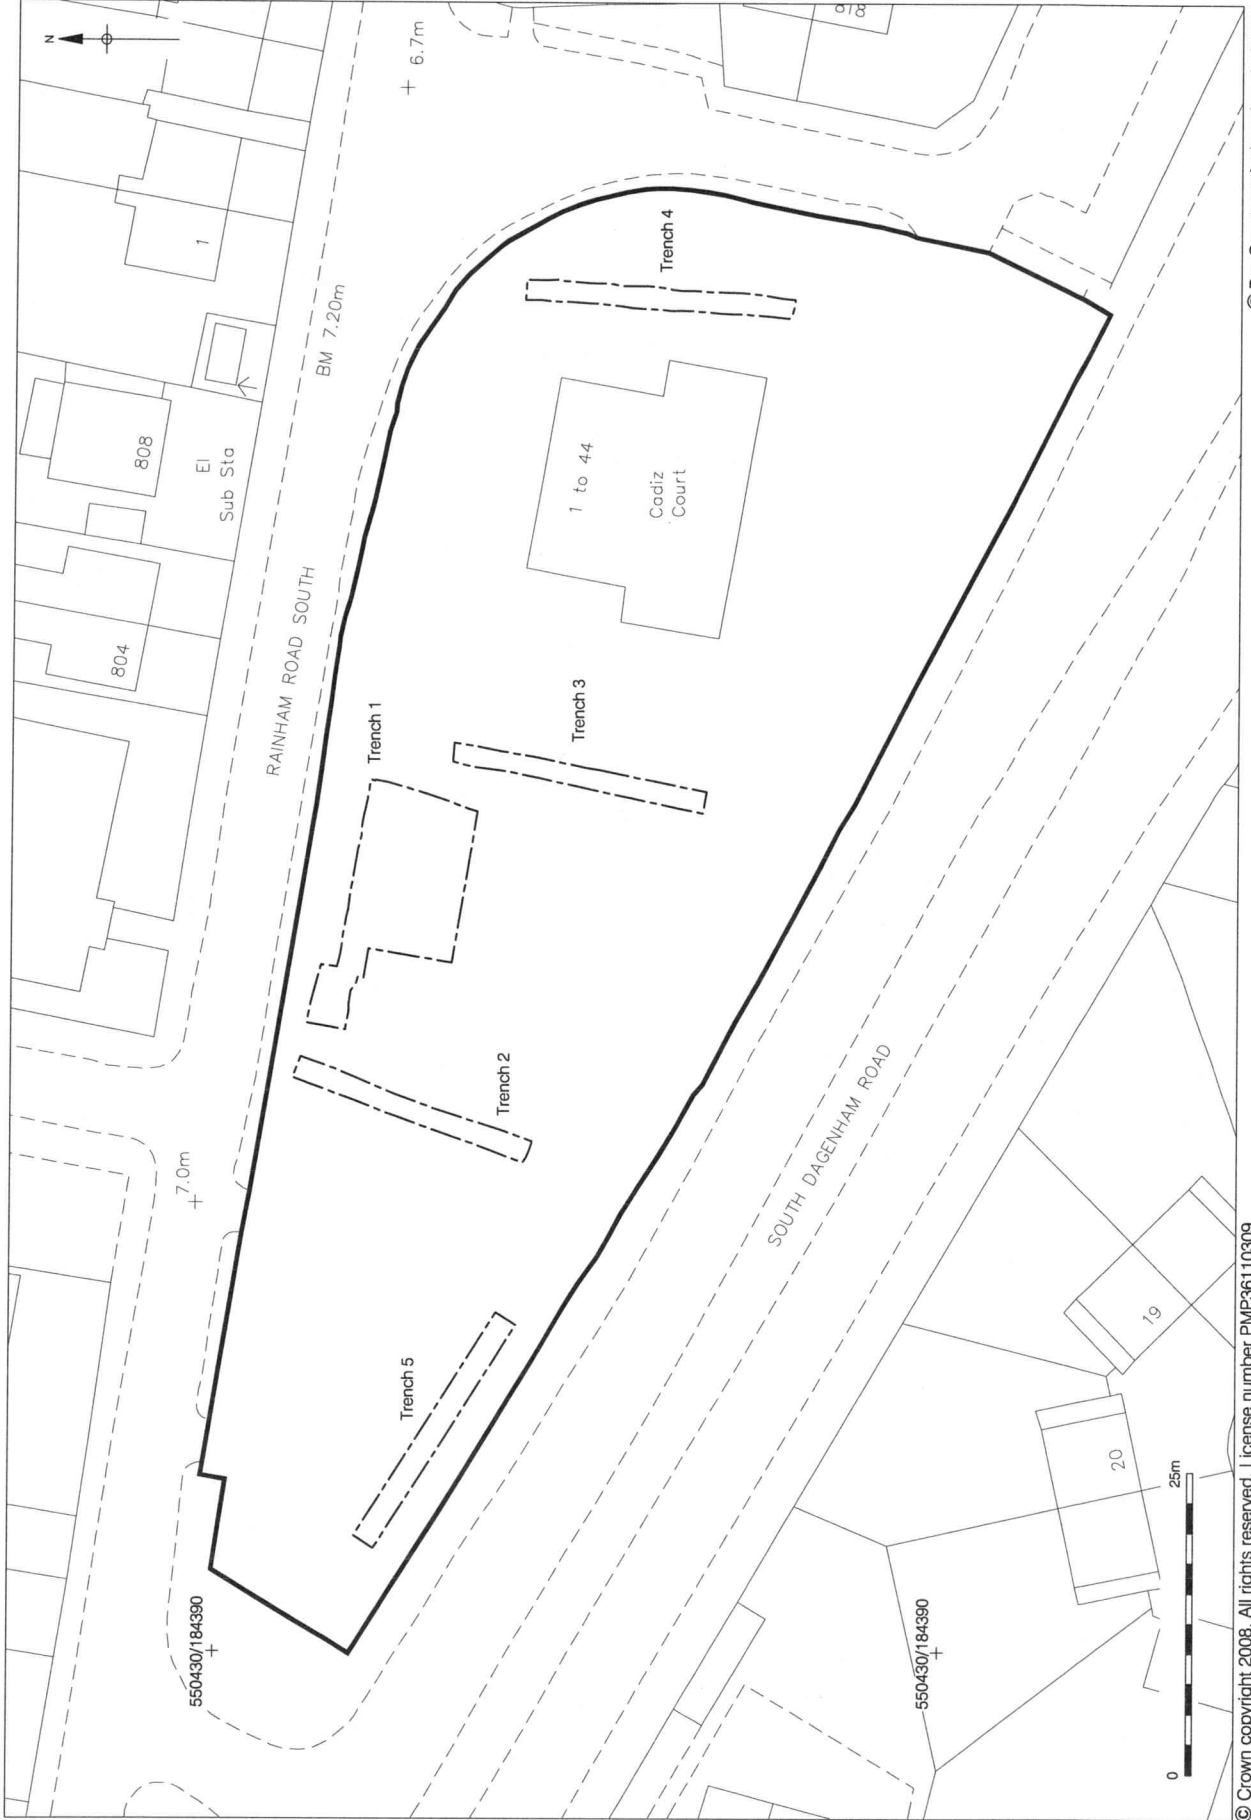 N
6.7m
1
BM 7.20m
808
El
Sub Sta
804
RAINHAM ROAD SOUTH
Trench 4
1 to 44
Cadiz
Court
Trench 1
Trench 3
Trench 2
7.0m
SOUTH DAGENHAM ROAD
Trench 5
19
20
550430/184390
550430/184390
0
25m
© Crown copyright 2008. All rights reserved. License number PMP36110309